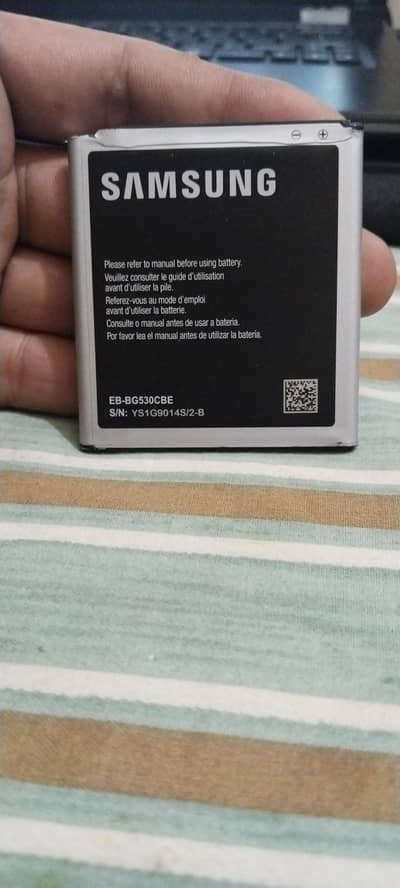 ⊖ ⊕
SAMSUNG
Please refer to manual before using battery.
Veuillez consulter le guide d'utilisation
avant d'utiliser la pile.
Referez-vous au mode d'emploi
avant d'utiliser la batterie.
Consulte o manual antes de usar a bateria.
Por favor lea el manual antes de utilizar la batería.
EB-BG530CBE
S/N: YS1G9014S/2-B